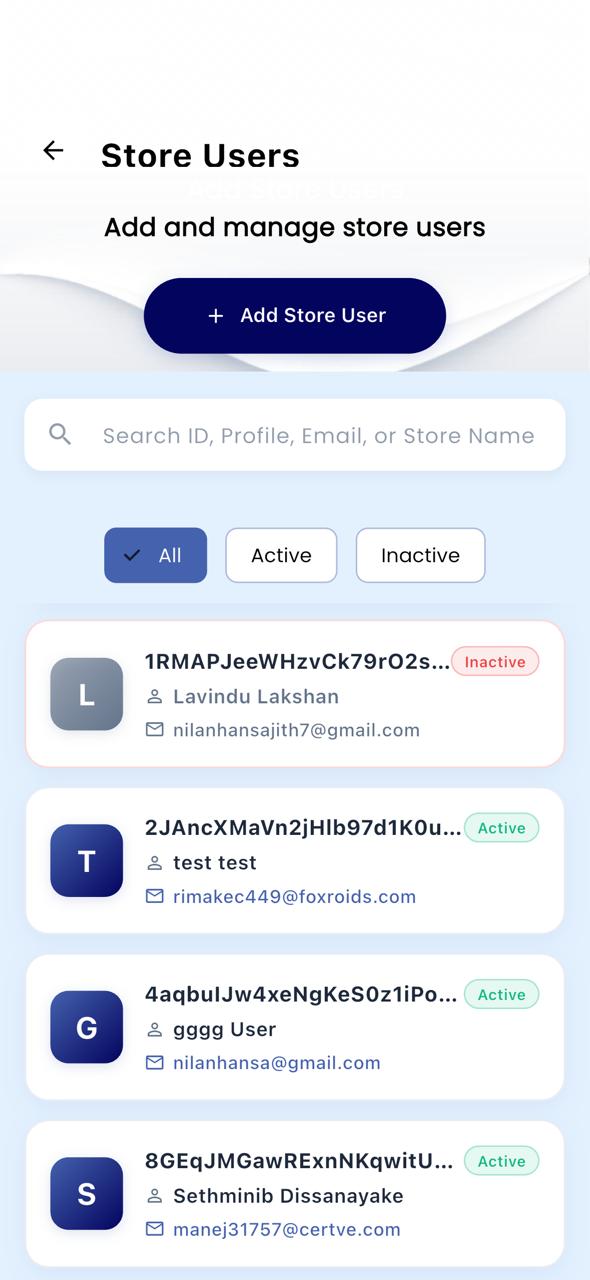 Store Users
Add Store Users
Add and manage store users
+ Add Store User
Search ID, Profile, Email, or Store Name
All
Active
Inactive
L
1RMAPJeeWHzvCk79rO2s...
Inactive
Lavindu Lakshan
nilanhansajith7@gmail.com
T
2JAncXMaVn2jHlb97d1K0u...
Active
test test
rimakec449@foxroids.com
G
4aqbuIJw4xeNgKeS0z1iPo...
Active
gggg User
nilanhansa@gmail.com
S
8GEqJMGawRExnNKqwitU...
Active
Sethminib Dissanayake
manej31757@certve.com